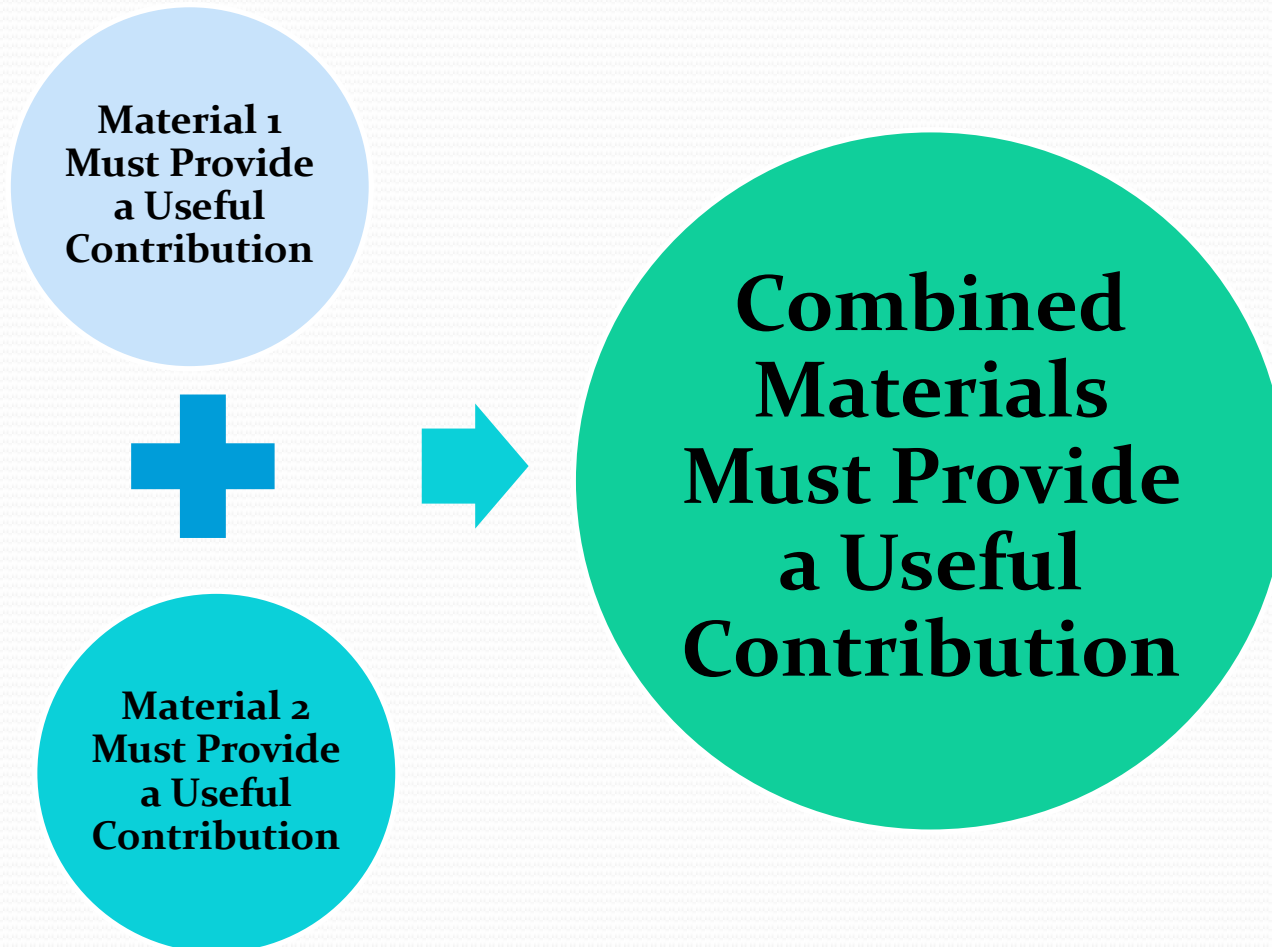 Material 1
Must Provide
a Useful
Contribution
Material 2
Must Provide
a Useful
Contribution
Combined
Materials
Must Provide
a Useful
Contribution